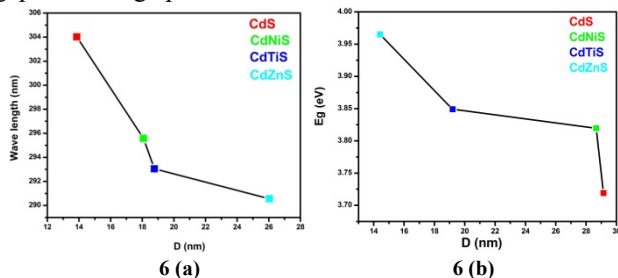 306
304
302
300
298
296
294
293
292
290
Wave length (nm)
12 14 16 18 20 22 24 26 28
D (nm)
CdS
CdNiS
CdTiS
CdZnS
6 (a)
4.00
3.95
3.90
3.85
3.80
3.75
3.70
Eg (eV)
14 16 18 20 22 24 26 28 30
D (nm)
CdS
CdNiS
CdTiS
CdZnS
6 (b)